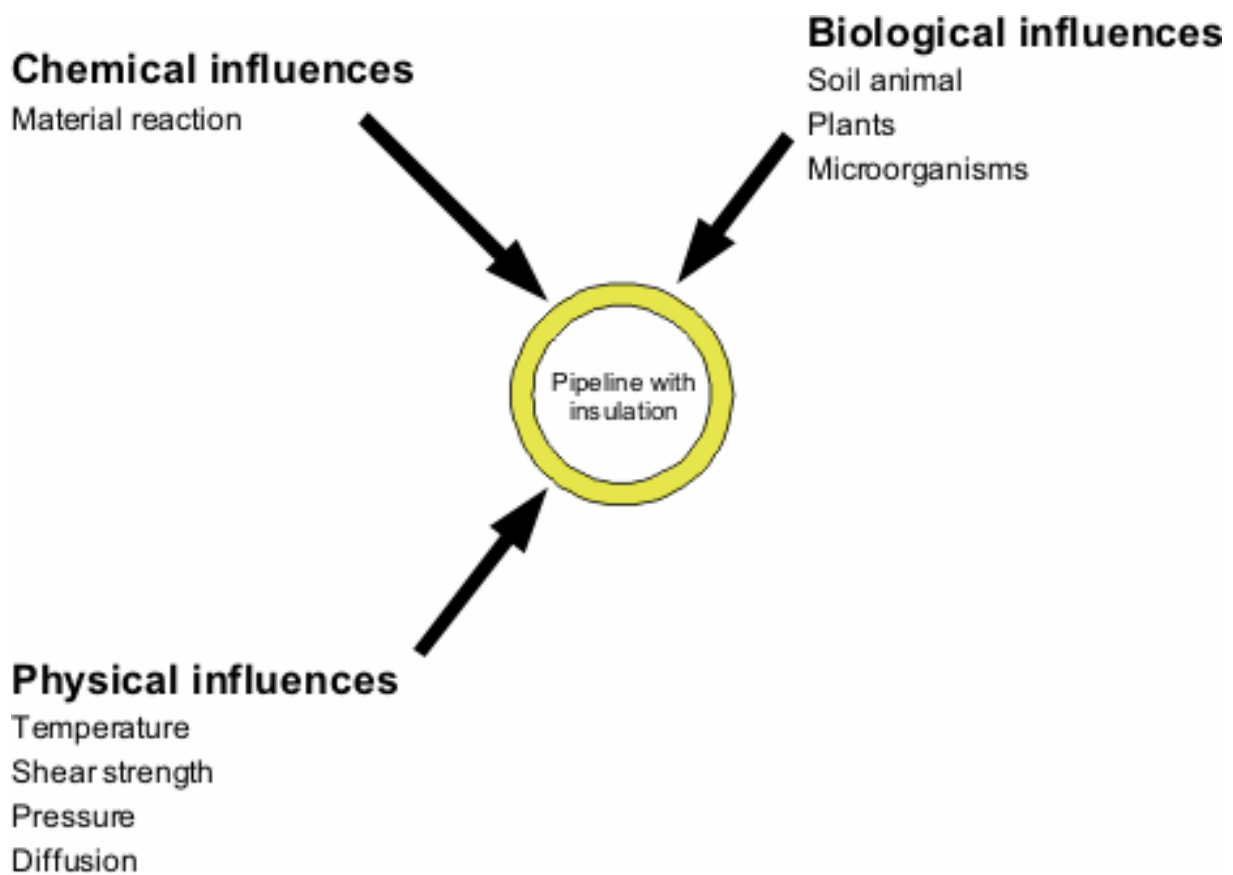 Chemical influences
Material reaction
Biological influences
Soil animal
Plants
Microorganisms
Pipeline with
insulation
Physical influences
Temperature
Shear strength
Pressure
Diffusion